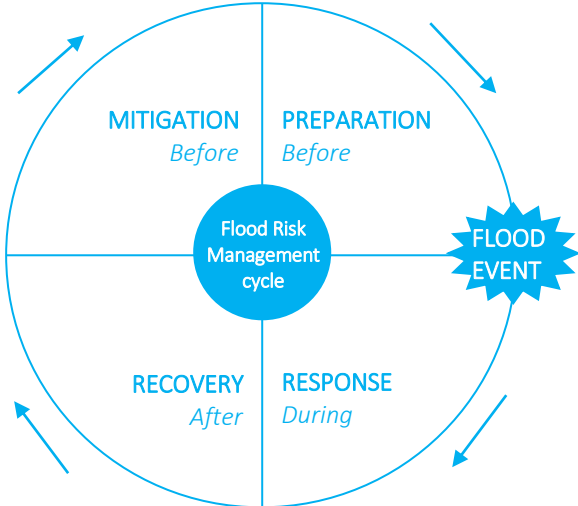 MITIGATION
Before
PREPARATION
Before
Flood Risk
Management
cycle
FLOOD
EVENT
RECOVERY
After
RESPONSE
During